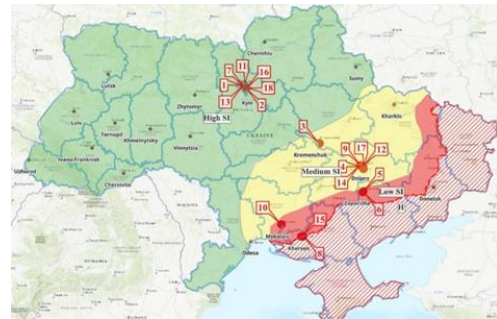 Chernihiv
11
7
16
Lutsk
Sumy
1
18
Kyiv
Zhytomyr
13
2
High SI
Lviv
Kharkiv
Ternopil
Khmelnytskyi
UKRAINE
3
Ivano-Frankivsk
Vinnytsia
9
17
12
Uzhhorod
Kremenchuk
4
Medium SI
5
Chernivtsi
Dnipro
14
Low SI
10
15
Zaporizhia
6
H
Donetsk
Mykolaiv
Kherson
8
Odesa